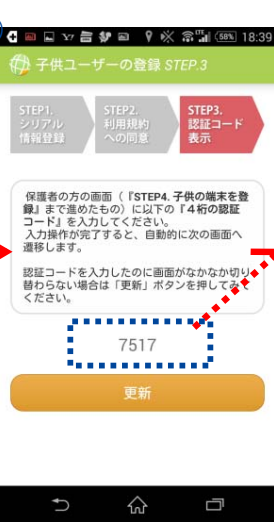 58% 18:39
子供ユーザーの登録 STEP.3
STEP1.
シリアル
情報登録
STEP2.
利用規約
への同意
STEP3.
認証コード
表示
保護者の方の画面（『STEP4. 子供の端末を登
録』まで進めたもの）に以下の『４桁の認証
コード』を入力してください。
入力操作が完了すると、自動的に次の画面へ
遷移します。
認証コードを入力したのに画面がなかなか切り
替わらない場合は「更新」ボタンを押してみて
ください。
7517
更新